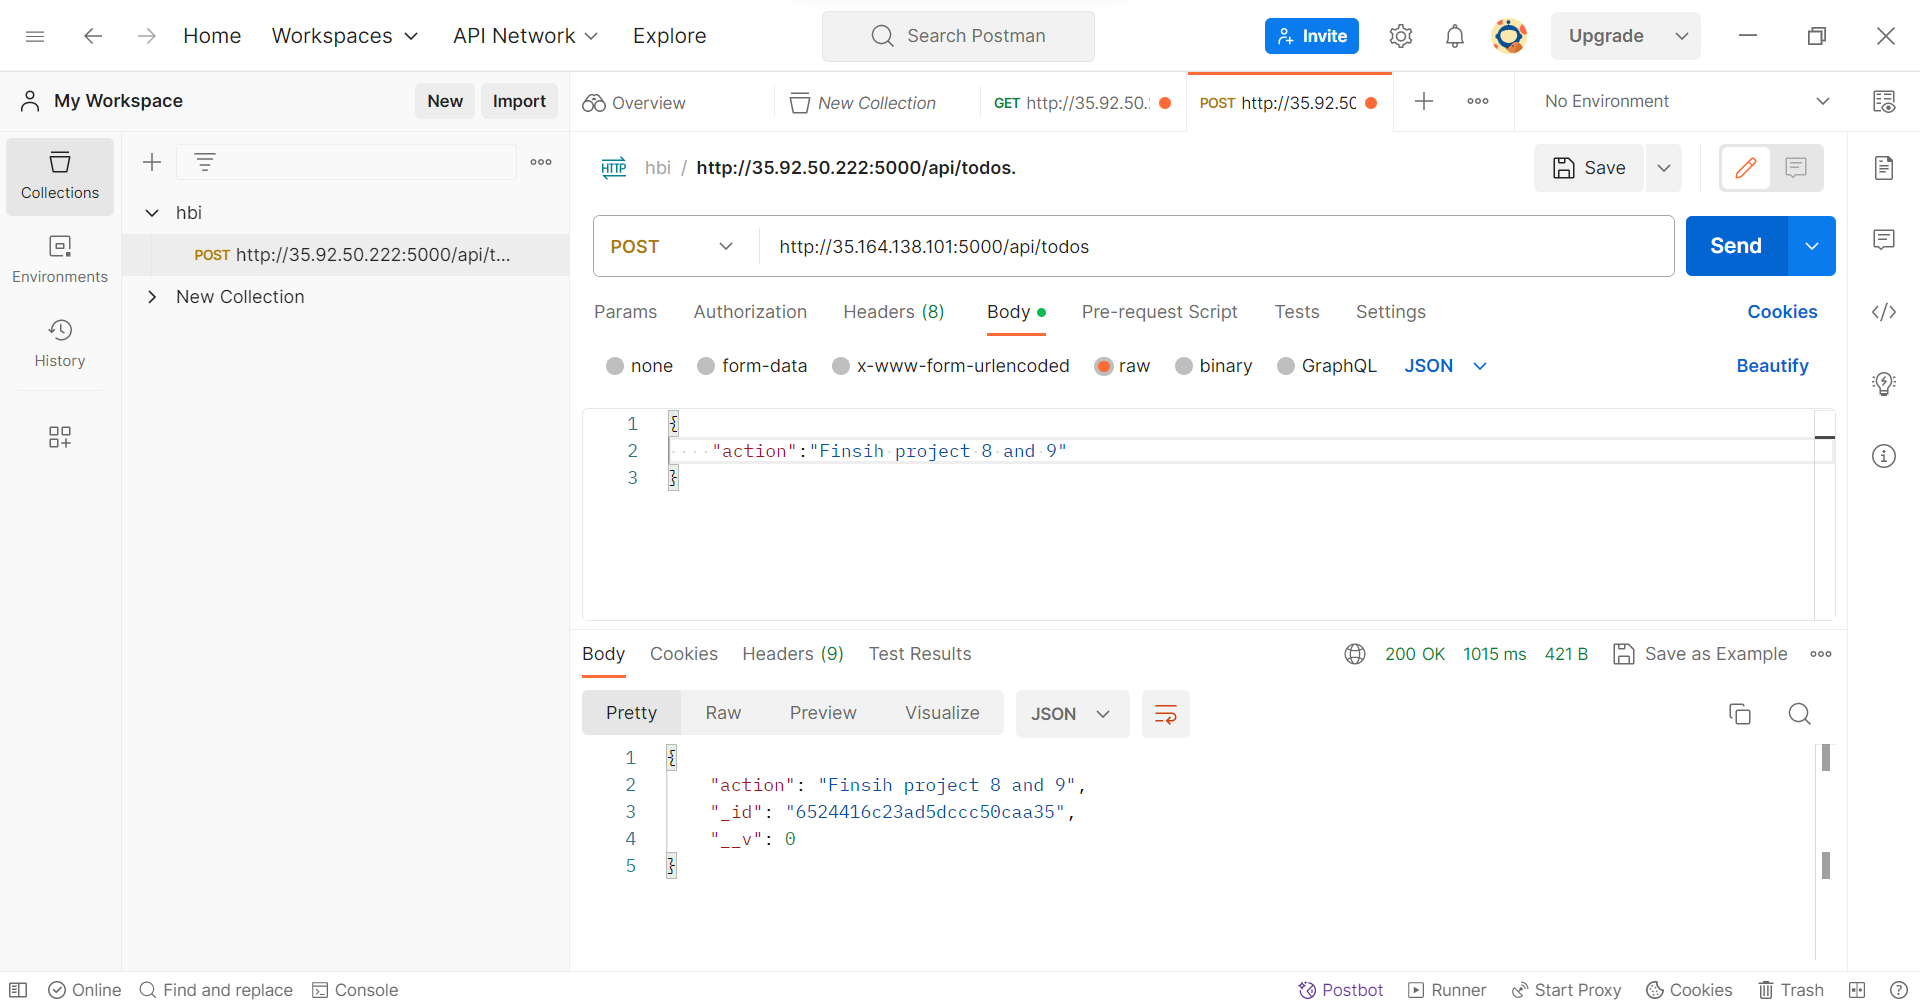 Home Workspaces API Network Explore Search Postman Invite Upgrade
My Workspace New Import
Overview New Collection GET http://35.92.50. POST http://35.92.50 No Environment
Collections
Environments
History
hbi
POST http://35.92.50.222:5000/api/t...
New Collection
HTTP hbi / http://35.92.50.222:5000/api/todos. Save
POST http://35.164.138.101:5000/api/todos Send
Params Authorization Headers (8) Body Pre-request Script Tests Settings Cookies
none form-data x-www-form-urlencoded raw binary GraphQL JSON Beautify
1 {
2 "action":"Finsih project 8 and 9"
3 }
Body Cookies Headers (9) Test Results 200 OK 1015 ms 421 B Save as Example
Pretty Raw Preview Visualize JSON
1 {
2 "action": "Finsih project 8 and 9",
3 "_id": "6524416c23ad5dccc50caa35",
4 "__v": 0
5 }
Online Find and replace Console Postbot Runner Start Proxy Cookies Trash